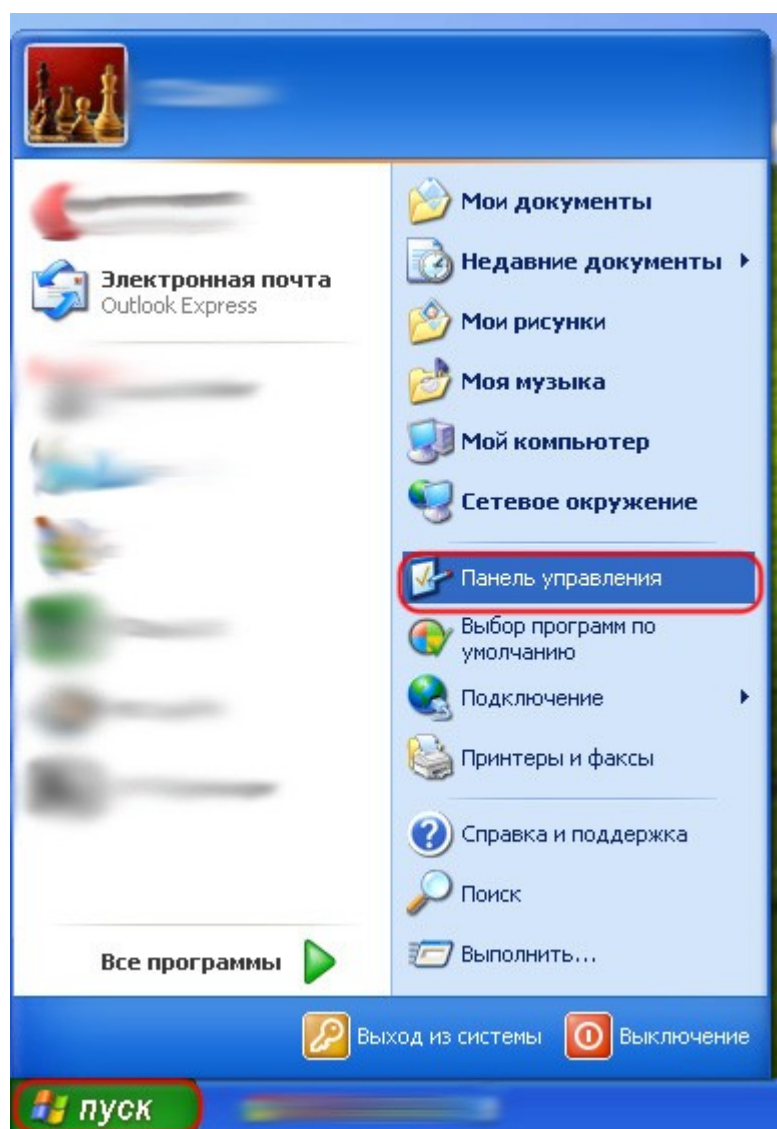 Электронная почта
Outlook Express
Все программы
Мои документы
Недавние документы
Мои рисунки
Моя музыка
Мой компьютер
Сетевое окружение
Панель управления
Выбор программ по
умолчанию
Подключение
Принтеры и факсы
Справка и поддержка
Поиск
Выполнить...
Выход из системы
Выключение
пуск